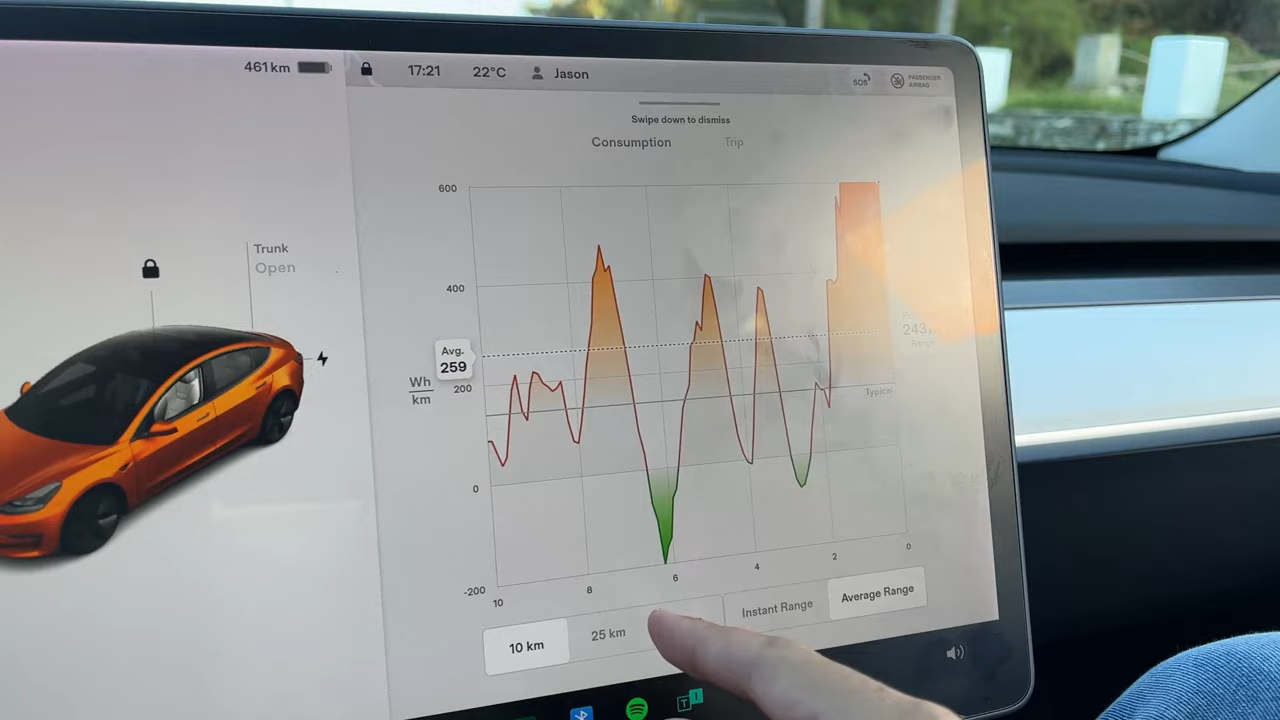 461 km
17:21
22°C
Jason
SOS
PASSENGER
AIRBAG
Swipe down to dismiss
Consumption
Trip
Trunk
Open
600
400
200
0
-200
Avg.
259
Wh
km
243
Range
Typical
10
8
6
4
2
0
10 km
25 km
Instant Range
Average Range
T
I